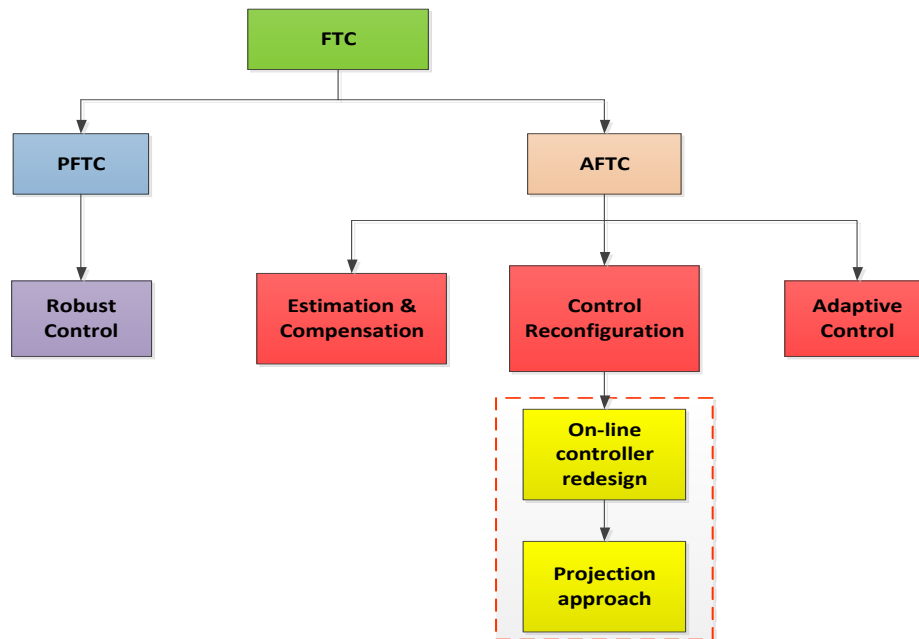 FTC
PFTC
AFTC
Robust
Control
Estimation &
Compensation
Control
Reconfiguration
Adaptive
Control
On-line
controller
redesign
Projection
approach